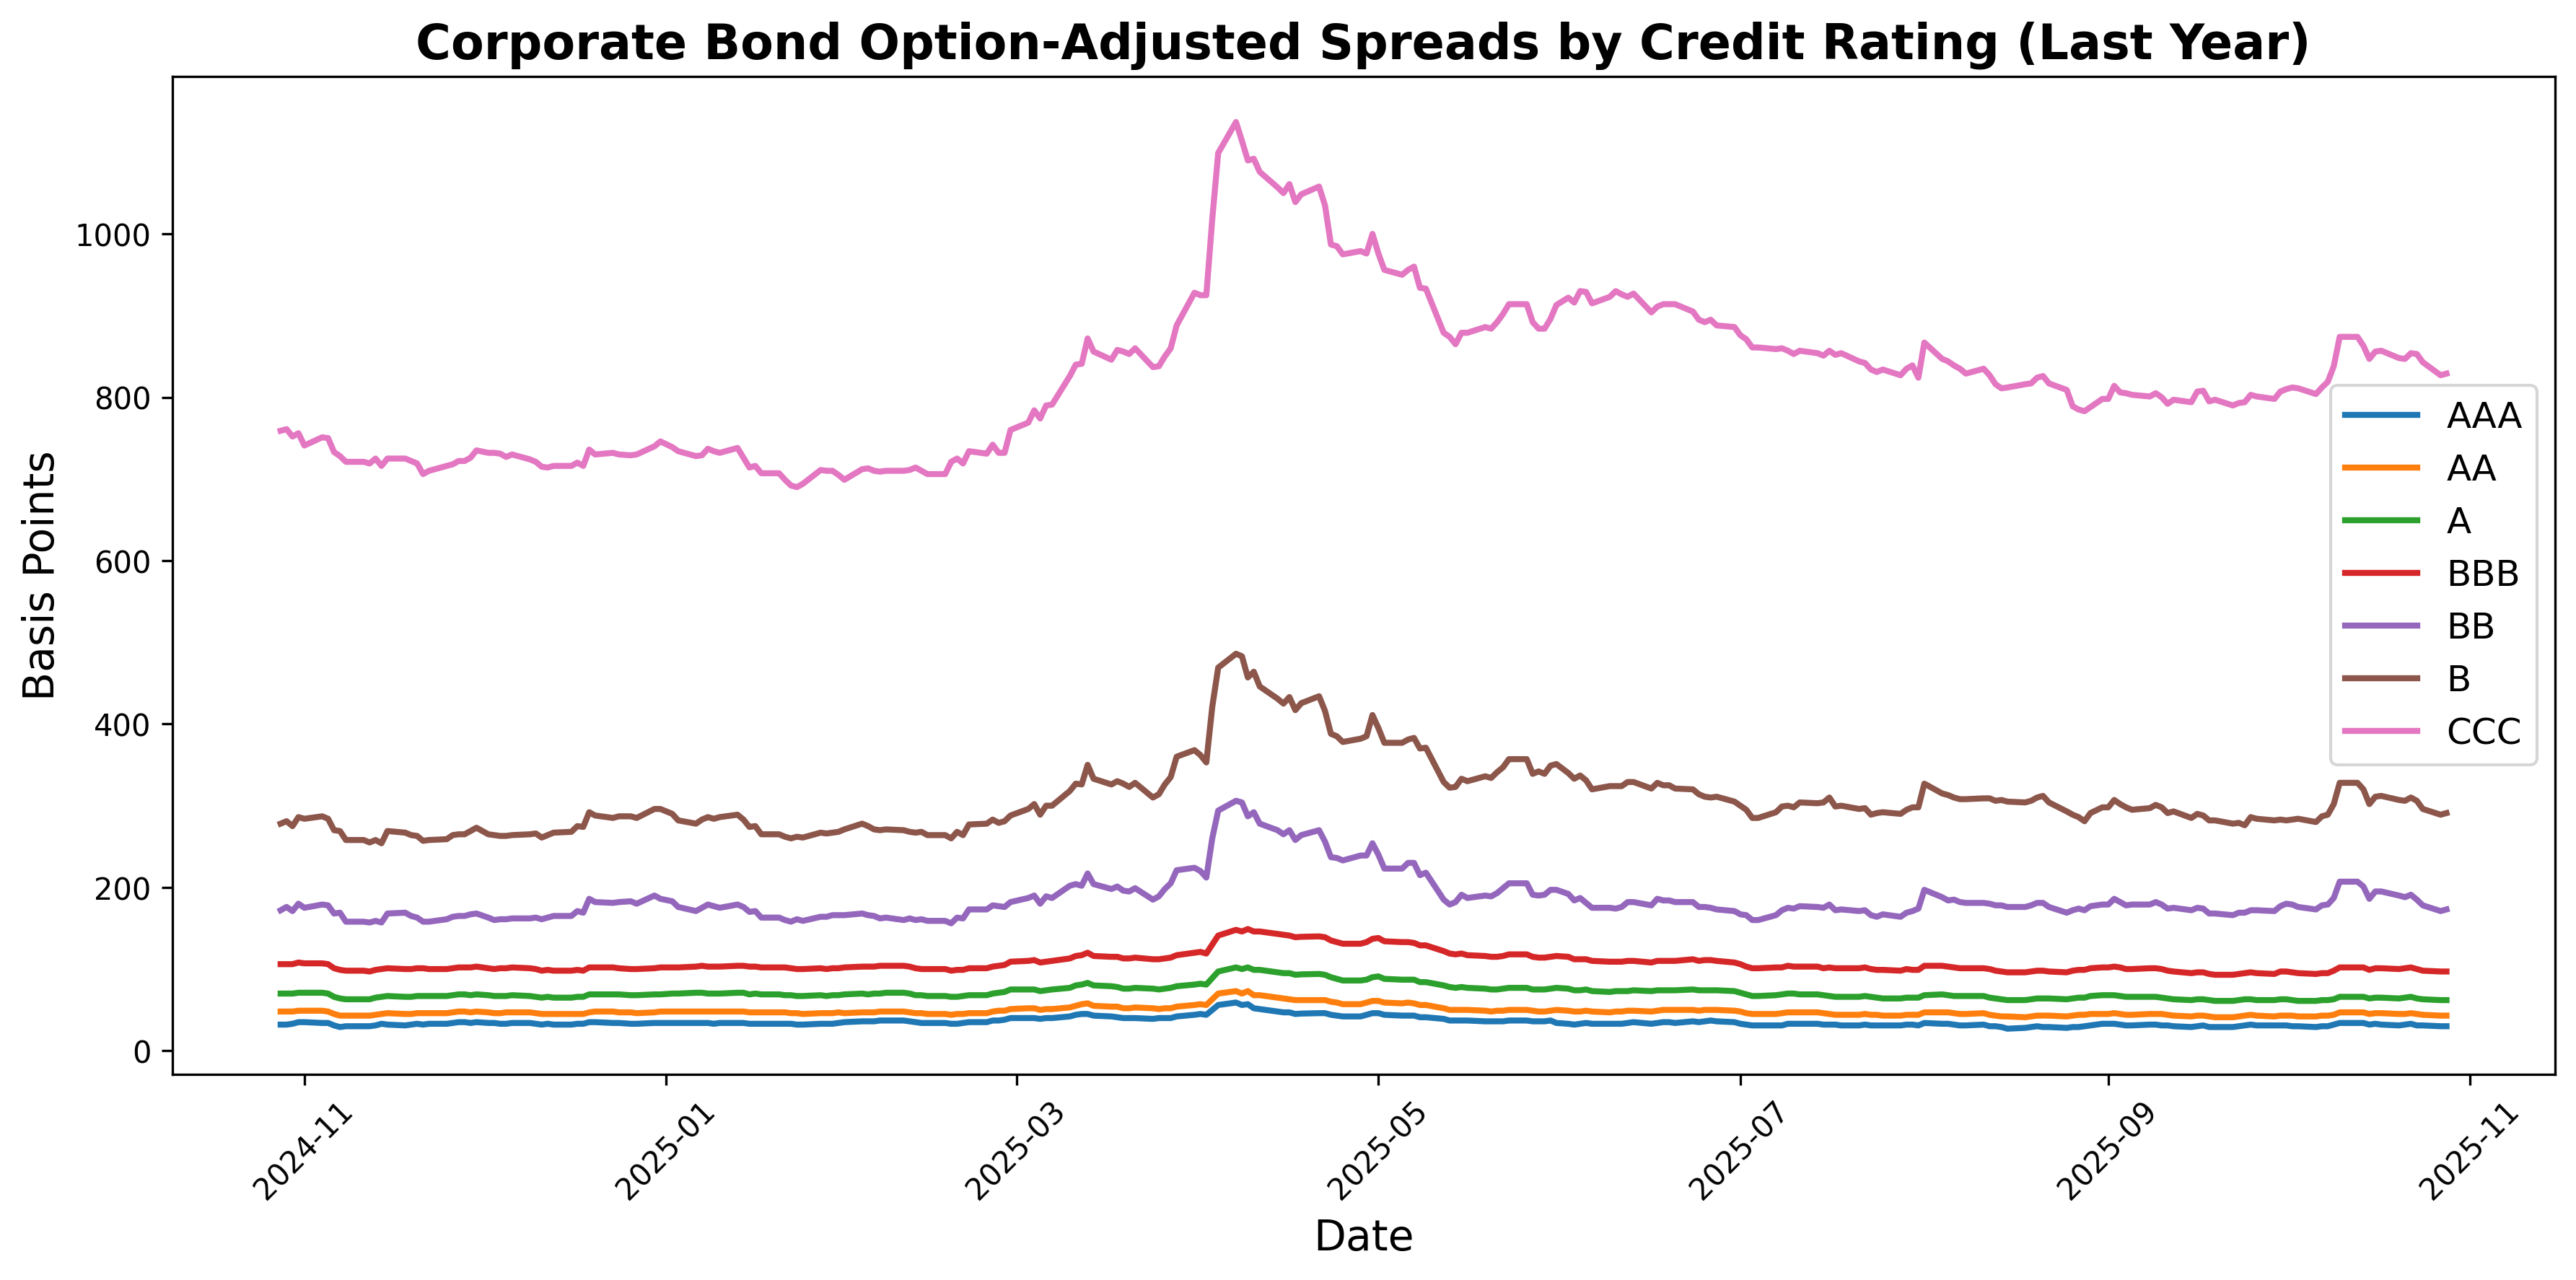 Corporate Bond Option-Adjusted Spreads by Credit Rating (Last Year)
Basis Points
1000
800
600
400
200
0
AAA
AA
A
BBB
BB
B
CCC
2024-11
2025-01
2025-03
2025-05
2025-07
2025-09
2025-11
Date